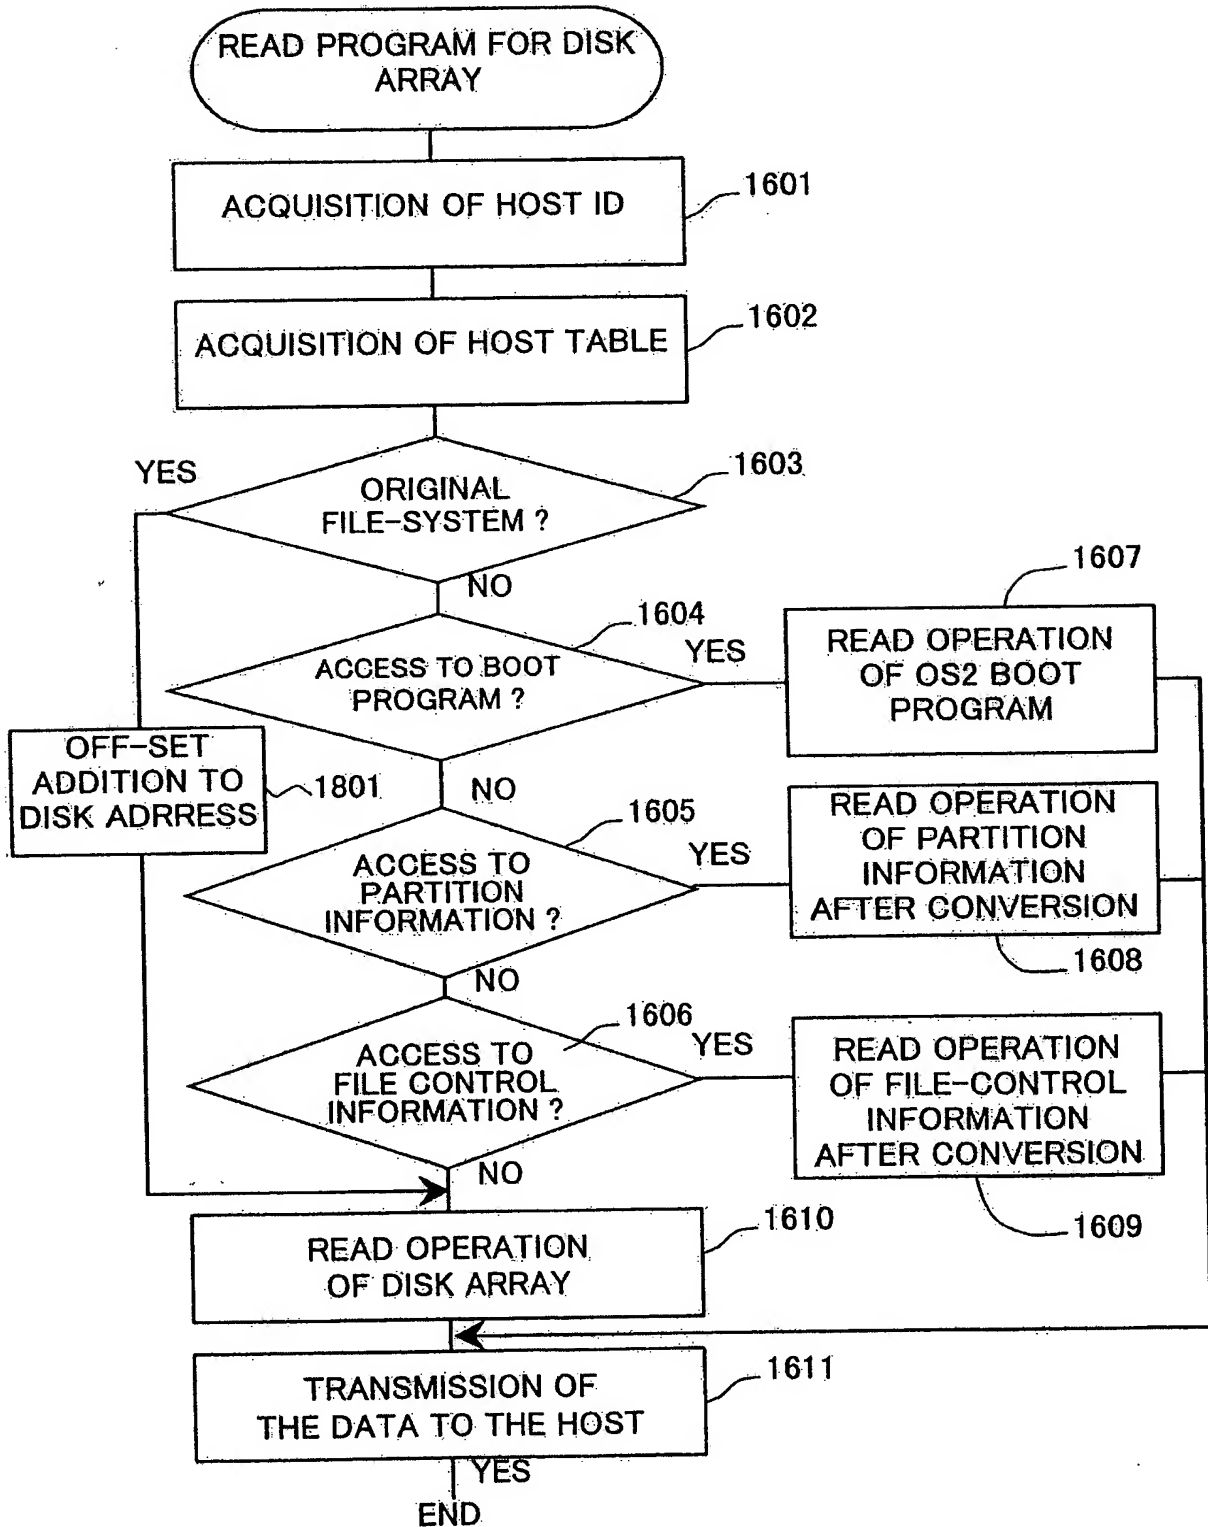 READ PROGRAM FOR DISK
ARRAY
ACQUISITION OF HOST ID
1601
ACQUISITION OF HOST TABLE
1602
YES
ORIGINAL
FILE-SYSTEM ?
1603
NO
ACCESS TO BOOT
PROGRAM ?
1604
YES
READ OPERATION
OF OS2 BOOT
PROGRAM
1607
OFF-SET
ADDITION TO
DISK ADRRESS
1801
NO
ACCESS TO
PARTITION
INFORMATION ?
1605
YES
READ OPERATION
OF PARTITION
INFORMATION
AFTER CONVERSION
1608
NO
ACCESS TO
FILE CONTROL
INFORMATION ?
1606
YES
READ OPERATION
OF FILE-CONTROL
INFORMATION
AFTER CONVERSION
1609
NO
READ OPERATION
OF DISK ARRAY
1610
TRANSMISSION OF
THE DATA TO THE HOST
1611
YES
END